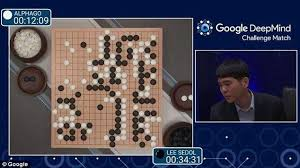 ALPHAGO
00:12:09
Google DeepMind
Challenge Match
LEE SEDOL
00:34:31
© Google